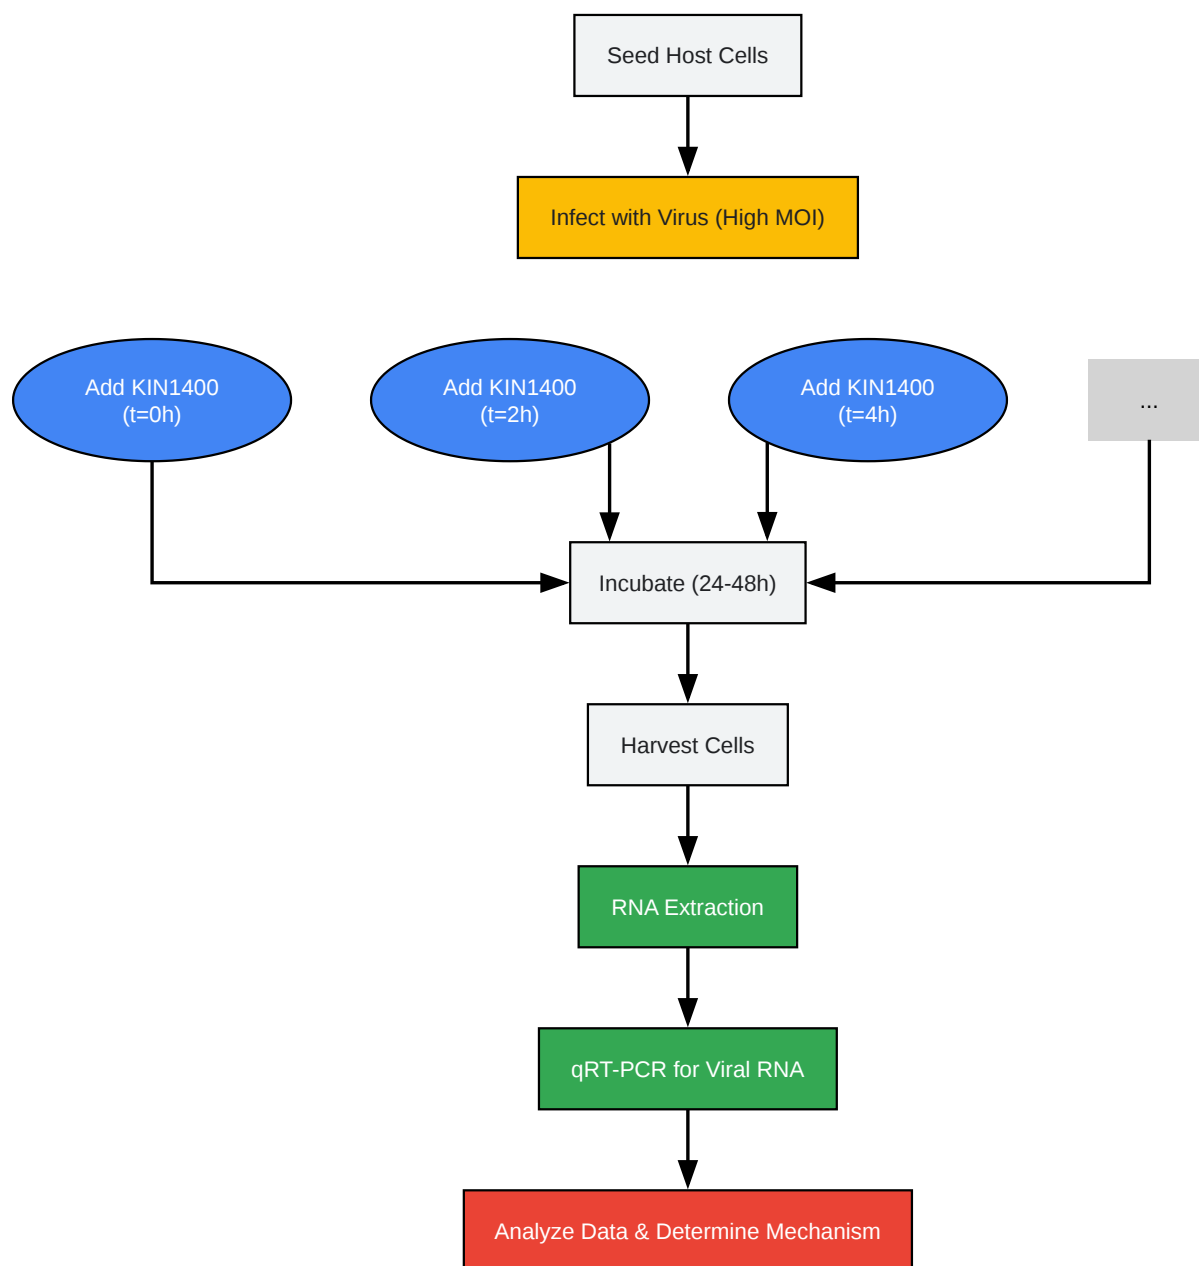 Seed Host Cells
Infect with Virus (High MOI)
Add KIN1400
(t=0h)
Add KIN1400
(t=2h)
Add KIN1400
(t=4h)
...
Incubate (24-48h)
Harvest Cells
RNA Extraction
qRT-PCR for Viral RNA
Analyze Data & Determine Mechanism